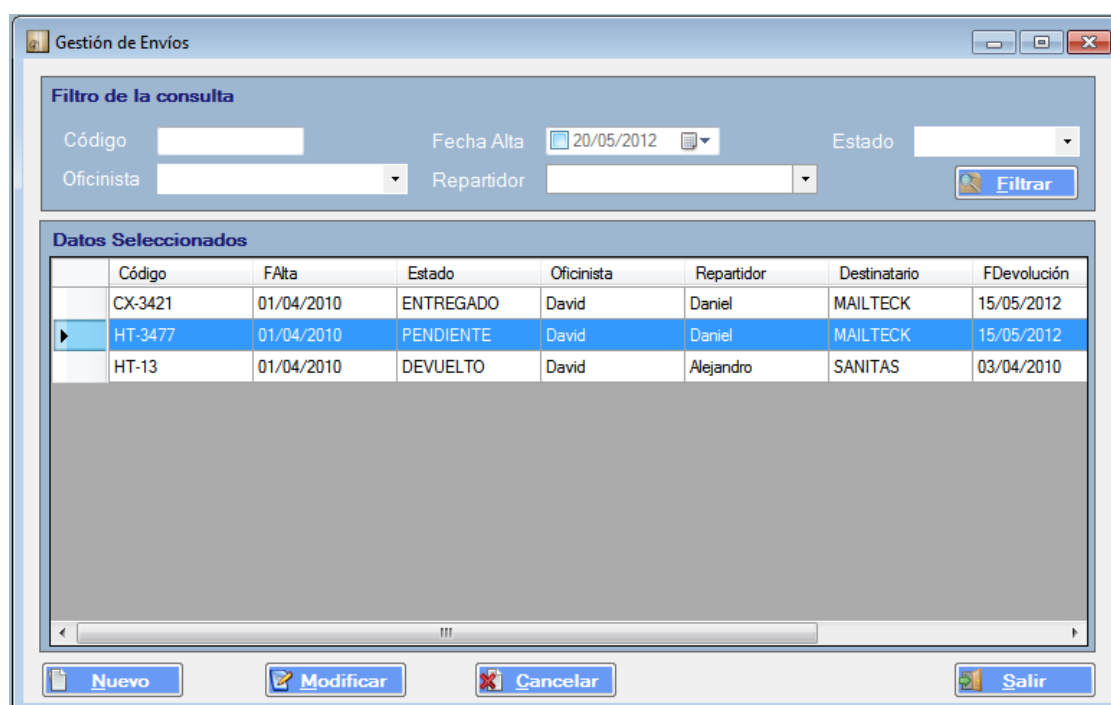 Gestión de Envíos
Filtro de la consulta
Código Fecha Alta 20/05/2012 Estado
Oficinista Repartidor Filtrar
Datos Seleccionados
Código FAlta Estado Oficinista Repartidor Destinatario FDevolución
CX-3421 01/04/2010 ENTREGADO David Daniel MAILTECK 15/05/2012
HT-3477 01/04/2010 PENDIENTE David Daniel MAILTECK 15/05/2012
HT-13 01/04/2010 DEVUELTO David Alejandro SANITAS 03/04/2010
Nuevo Modificar Cancelar Salir